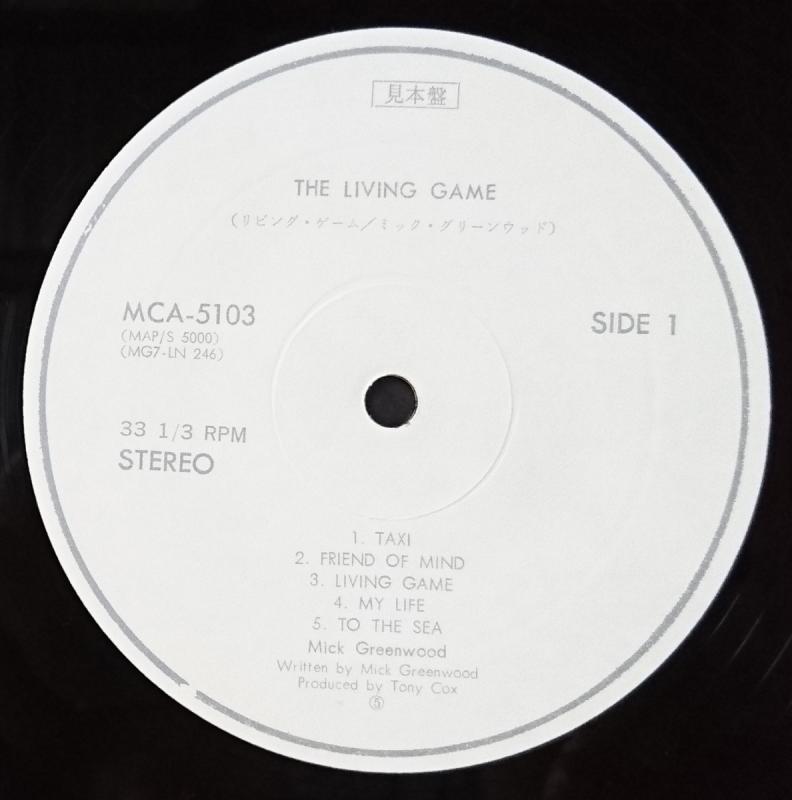 見本盤
THE LIVING GAME
(リビング・ゲーム/ミック・グリーンウッド)
MCA-5103
(MAP/S 5000)
(MG7-LN 246)
SIDE 1
33 1/3 RPM
STEREO
1. TAXI
2. FRIEND OF MIND
3. LIVING GAME
4. MY LIFE
5. TO THE SEA
Mick Greenwood
Written by Mick Greenwood
Produced by Tony Cox
⑤